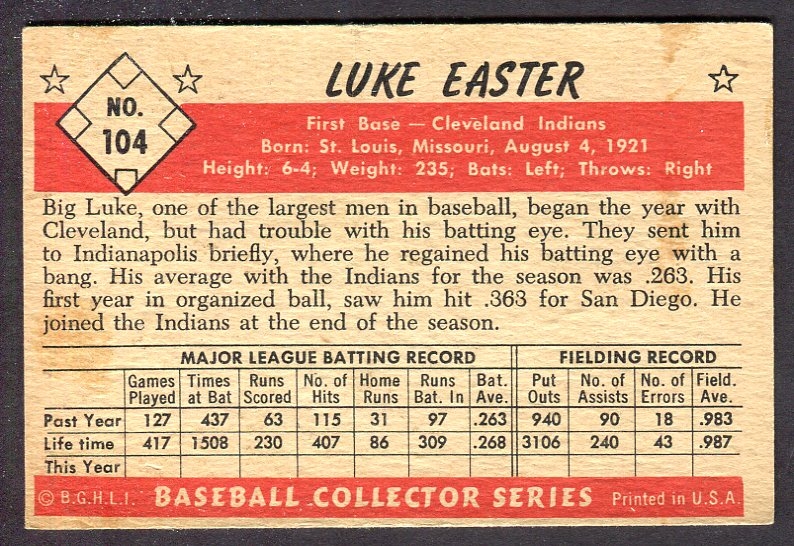 NO.
104
LUKE EASTER
First Base — Cleveland Indians
Born: St. Louis, Missouri, August 4, 1921
Height: 6-4; Weight: 235; Bats: Left; Throws: Right
Big Luke, one of the largest men in baseball, began the year with
Cleveland, but had trouble with his batting eye. They sent him
to Indianapolis briefly, where he regained his batting eye with a
bang. His average with the Indians for the season was .263. His
first year in organized ball, saw him hit .363 for San Diego. He
joined the Indians at the end of the season.
MAJOR LEAGUE BATTING RECORD FIELDING RECORD
Games Times Runs No. of Home Runs Bat. Put No. of No. of Field.
Played at Bat Scored Hits Runs Bat. In Ave. Outs Assists Errors Ave.
Past Year 127 437 63 115 31 97 .263 940 90 18 .983
Life time 417 1508 230 407 86 309 .268 3106 240 43 .987
This Year
© B.G.H.L.I. BASEBALL COLLECTOR SERIES Printed in U.S.A.